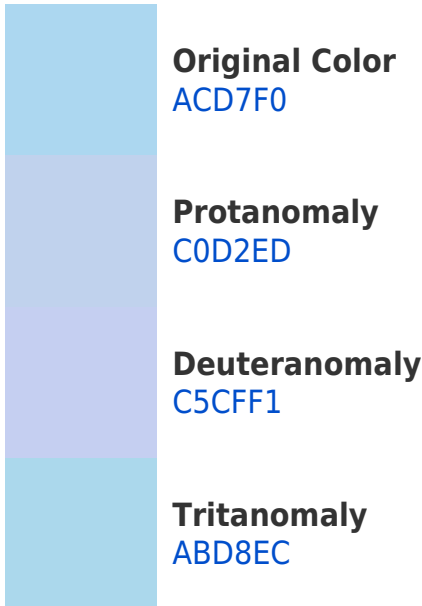 Original Color
ACD7F0
Protanomaly
C0D2ED
Deuteranomaly
C5CFF1
Tritanomaly
ABD8EC